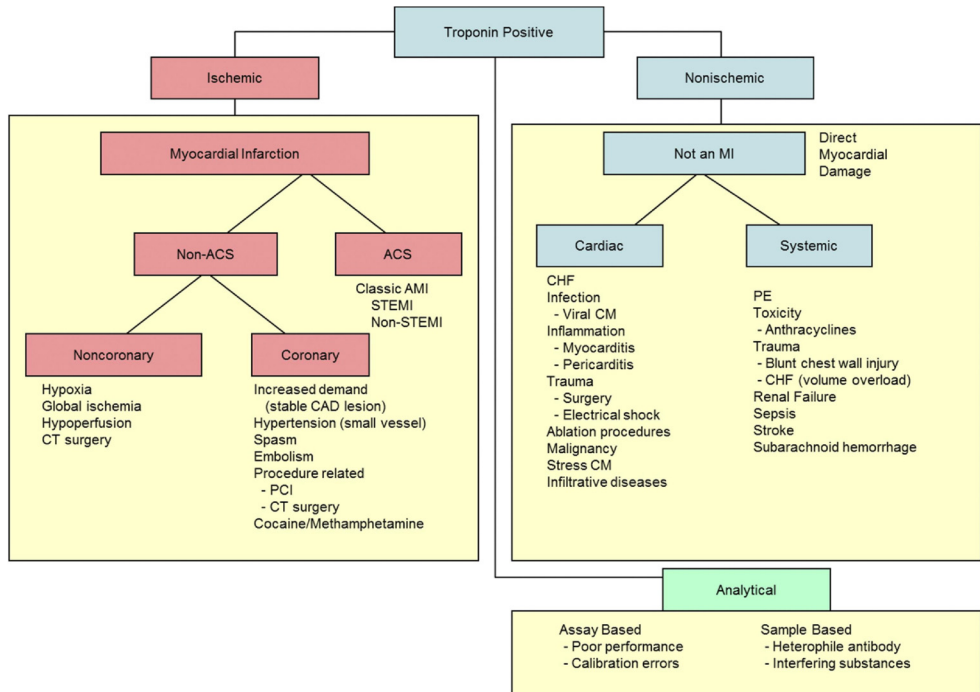 Troponin Positive
Ischemic
Nonischemic
Myocardial Infarction
Non-ACS
ACS
Classic AMI
STEMI
Non-STEMI
Noncoronary
Hypoxia
Global ischemia
Hypoperfusion
CT surgery
Coronary
Increased demand
(stable CAD lesion)
Hypertension (small vessel)
Spasm
Embolism
Procedure related
- PCI
- CT surgery
Cocaine/Methamphetamine
Not an MI
Direct
Myocardial
Damage
Cardiac
CHF
Infection
- Viral CM
Inflammation
- Myocarditis
- Pericarditis
Trauma
- Surgery
- Electrical shock
Ablation procedures
Malignancy
Stress CM
Infiltrative diseases
Systemic
PE
Toxicity
- Anthracyclines
Trauma
- Blunt chest wall injury
- CHF (volume overload)
Renal Failure
Sepsis
Stroke
Subarachnoid hemorrhage
Analytical
Assay Based
- Poor performance
- Calibration errors
Sample Based
- Heterophile antibody
- Interfering substances